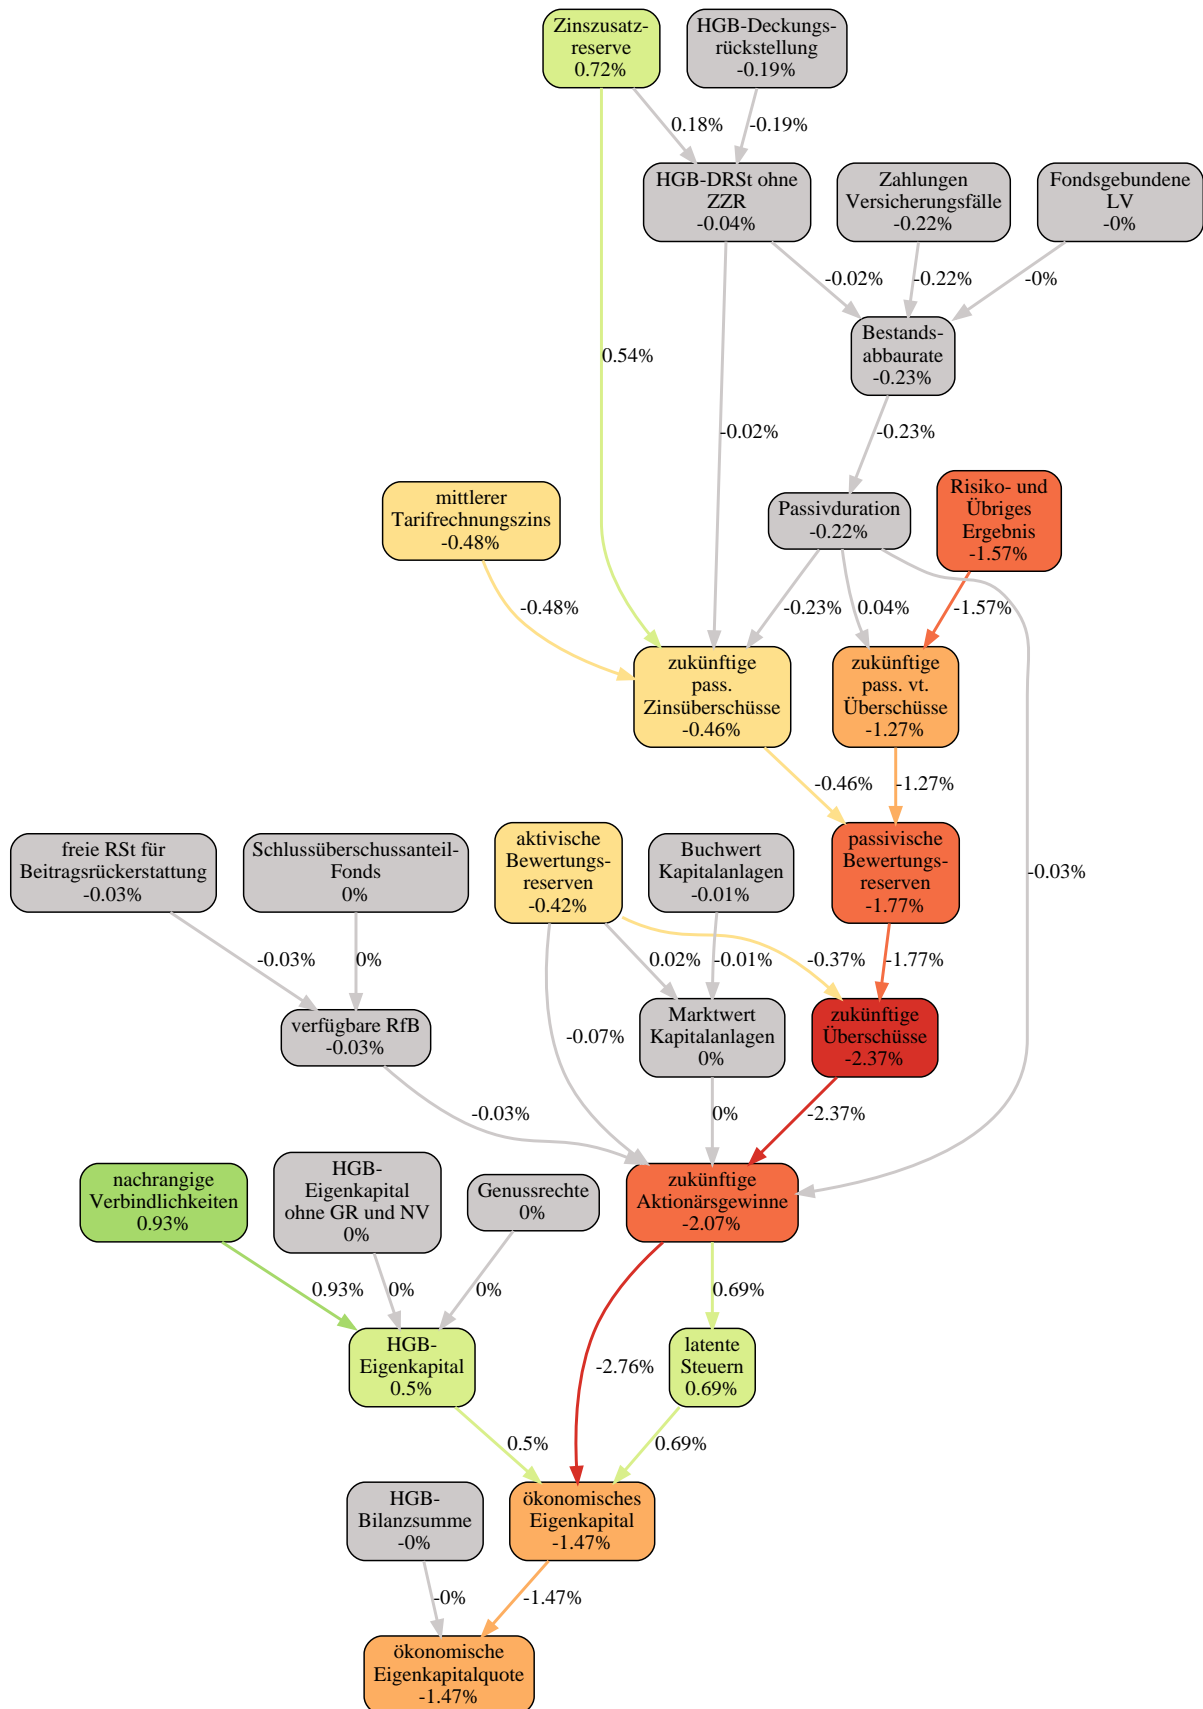 Zinszusatz-
reserve
0.72%
HGB-Deckungs-
rückstellung
-0.19%
0.18%
-0.19%
HGB-DRSt ohne
ZZR
-0.04%
Zahlungen
Versicherungsfälle
-0.22%
Fondsgebundene
LV
-0%
-0.02%
-0.22%
-0%
Bestands-
abbaurate
-0.23%
0.54%
-0.02%
-0.23%
mittlerer
Tarifrechnungszins
-0.48%
Passivduration
-0.22%
Risiko- und
Übriges
Ergebnis
-1.57%
-0.48%
-0.23%
0.04%
-1.57%
zukünftige
pass.
Zinsüberschüsse
-0.46%
zukünftige
pass. vt.
Überschüsse
-1.27%
-0.46%
-1.27%
freie RSt für
Beitragsrückerstattung
-0.03%
Schlussüberschussanteil-
Fonds
0%
aktivische
Bewertungs-
reserven
-0.42%
Buchwert
Kapitalanlagen
-0.01%
passivische
Bewertungs-
reserven
-1.77%
-0.03%
-0.03%
0%
0.02%
-0.01%
-0.37%
-1.77%
verfügbare RfB
-0.03%
-0.07%
Marktwert
Kapitalanlagen
0%
zukünftige
Überschüsse
-2.37%
-0.03%
0%
-2.37%
nachrangige
Verbindlichkeiten
0.93%
HGB-
Eigenkapital
ohne GR und NV
0%
Genussrechte
0%
zukünftige
Aktionärsgewinne
-2.07%
0.93%
0%
0%
0.69%
HGB-
Eigenkapital
0.5%
-2.76%
latente
Steuern
0.69%
0.5%
0.69%
HGB-
Bilanzsumme
-0%
ökonomisches
Eigenkapital
-1.47%
-0%
-1.47%
ökonomische
Eigenkapitalquote
-1.47%